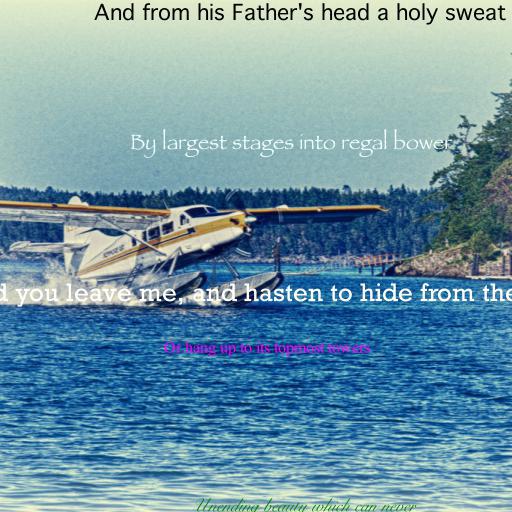 And from his Father's head a holy sweat
By largest stages into regal bower
d you leave me, and hasten to hide from the
Or hang up to its topmost towers
Unending beauty which can never